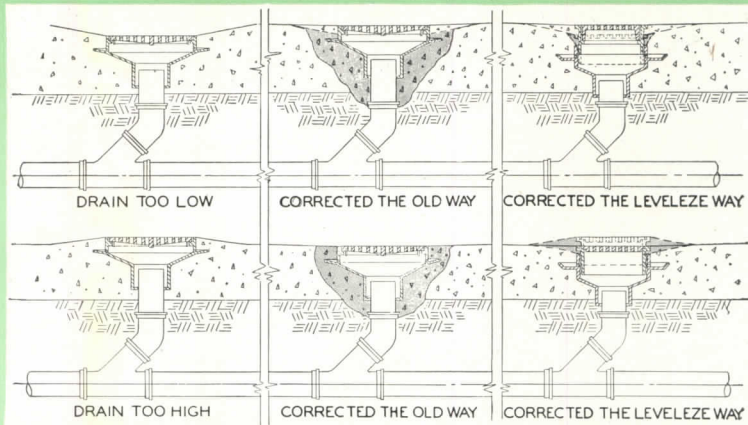 DRAIN TOO LOW
CORRECTED THE OLD WAY
CORRECTED THE LEVELEZE WAY
DRAIN TOO HIGH
CORRECTED THE OLD WAY
CORRECTED THE LEVELEZE WAY